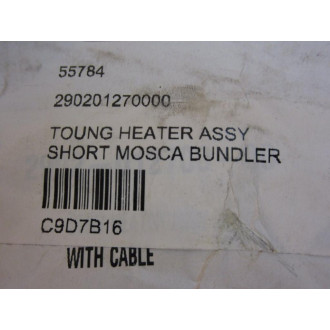 55784
290201270000
TOUNG HEATER ASSY
SHORT MOSCA BUNDLER
C9D7B16
WITH CABLE